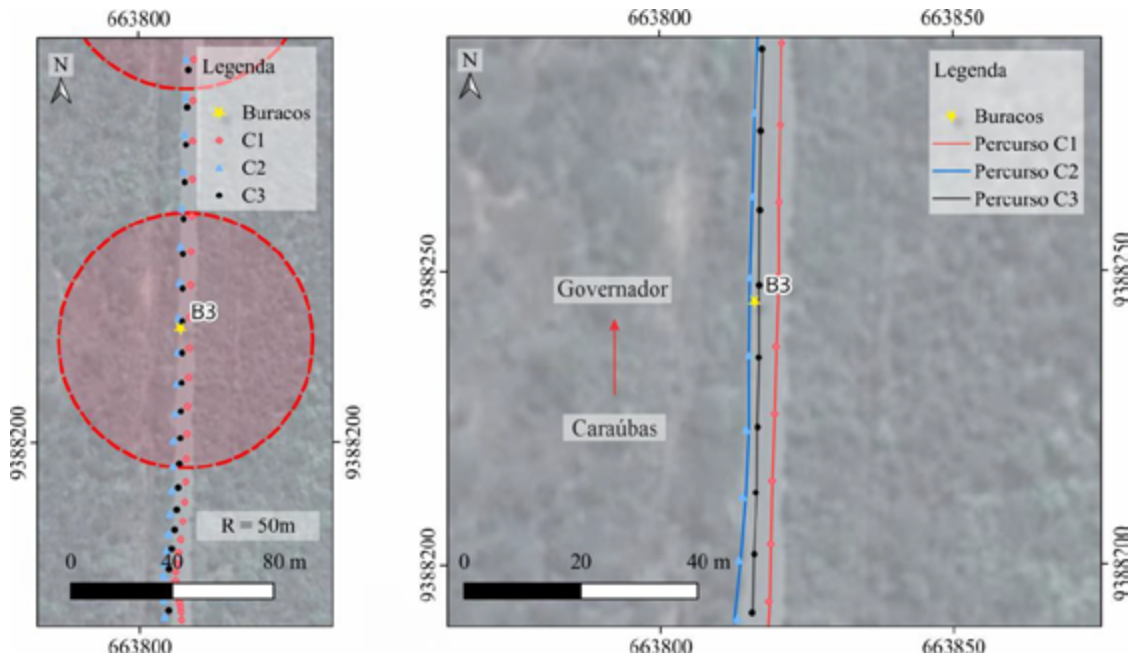 663800
N
Legenda
Buracos
C1
C2
C3
B3
9388200
9388200
R = 50m
0
40
80 m
663800
663800
663850
N
Legenda
Buracos
Percurso C1
Percurso C2
Percurso C3
9388250
9388250
B3
Governador
Caraúbas
9388200
9388200
0
20
40 m
663800
663850